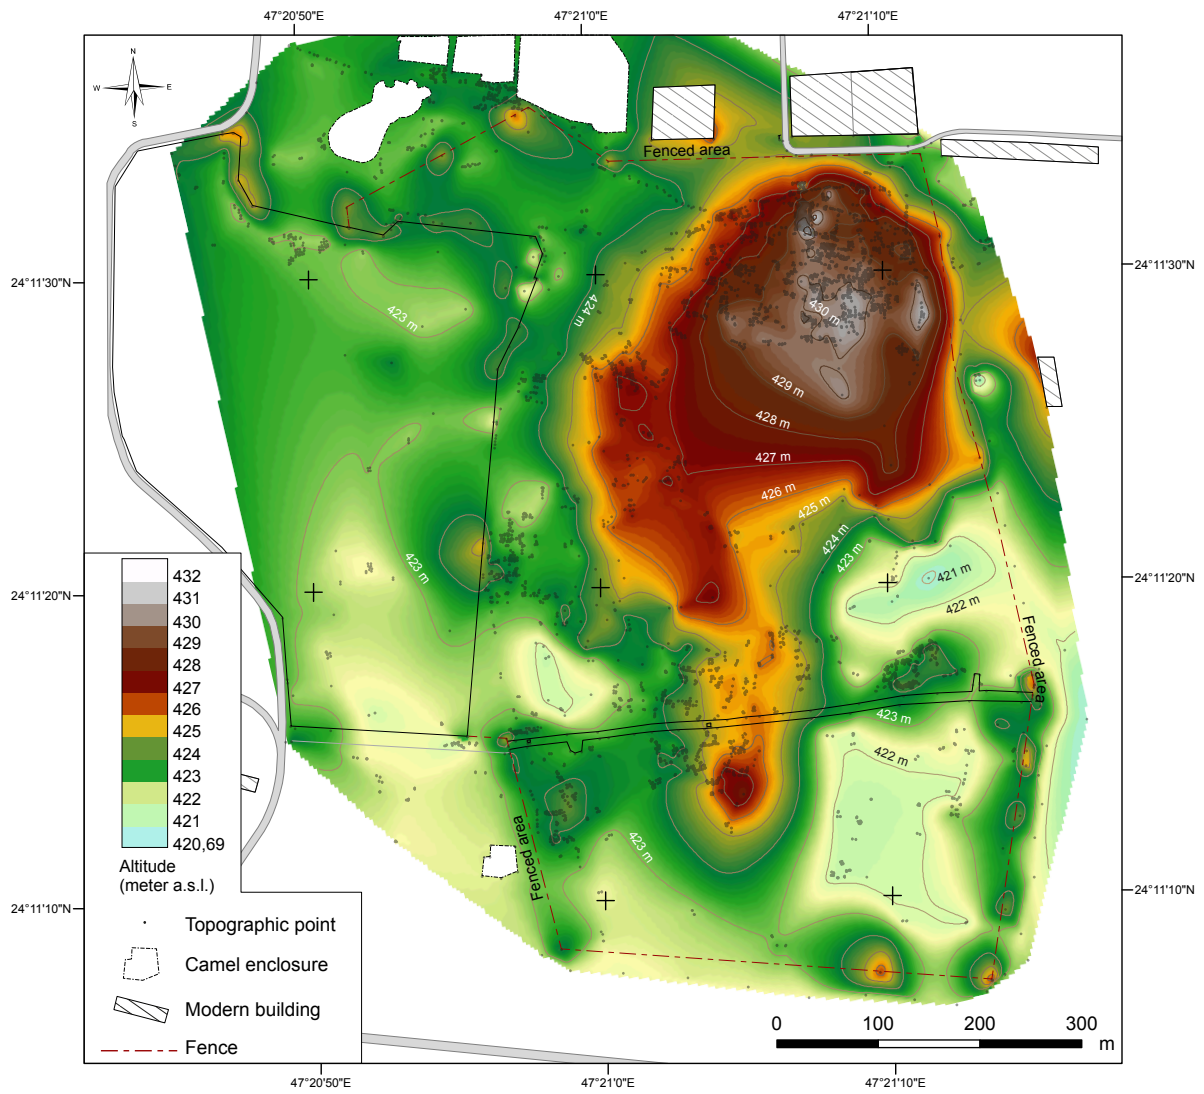 47°20'50"E
47°21'0"E
47°21'10"E
N
W
E
S
Fenced area
24°11'30"N
24°11'30"N
423 m
424 m
430 m
429 m
428 m
427 m
426 m
425 m
424 m
423 m
423 m
421 m
422 m
24°11'20"N
24°11'20"N
Fenced area
423 m
422 m
423 m
Fenced area
432
431
430
429
428
427
426
425
424
423
422
421
420,69
Altitude
(meter a.s.l.)
24°11'10"N
24°11'10"N
Topographic point
Camel enclosure
Modern building
Fence
0 100 200 300
m
47°20'50"E
47°21'0"E
47°21'10"E